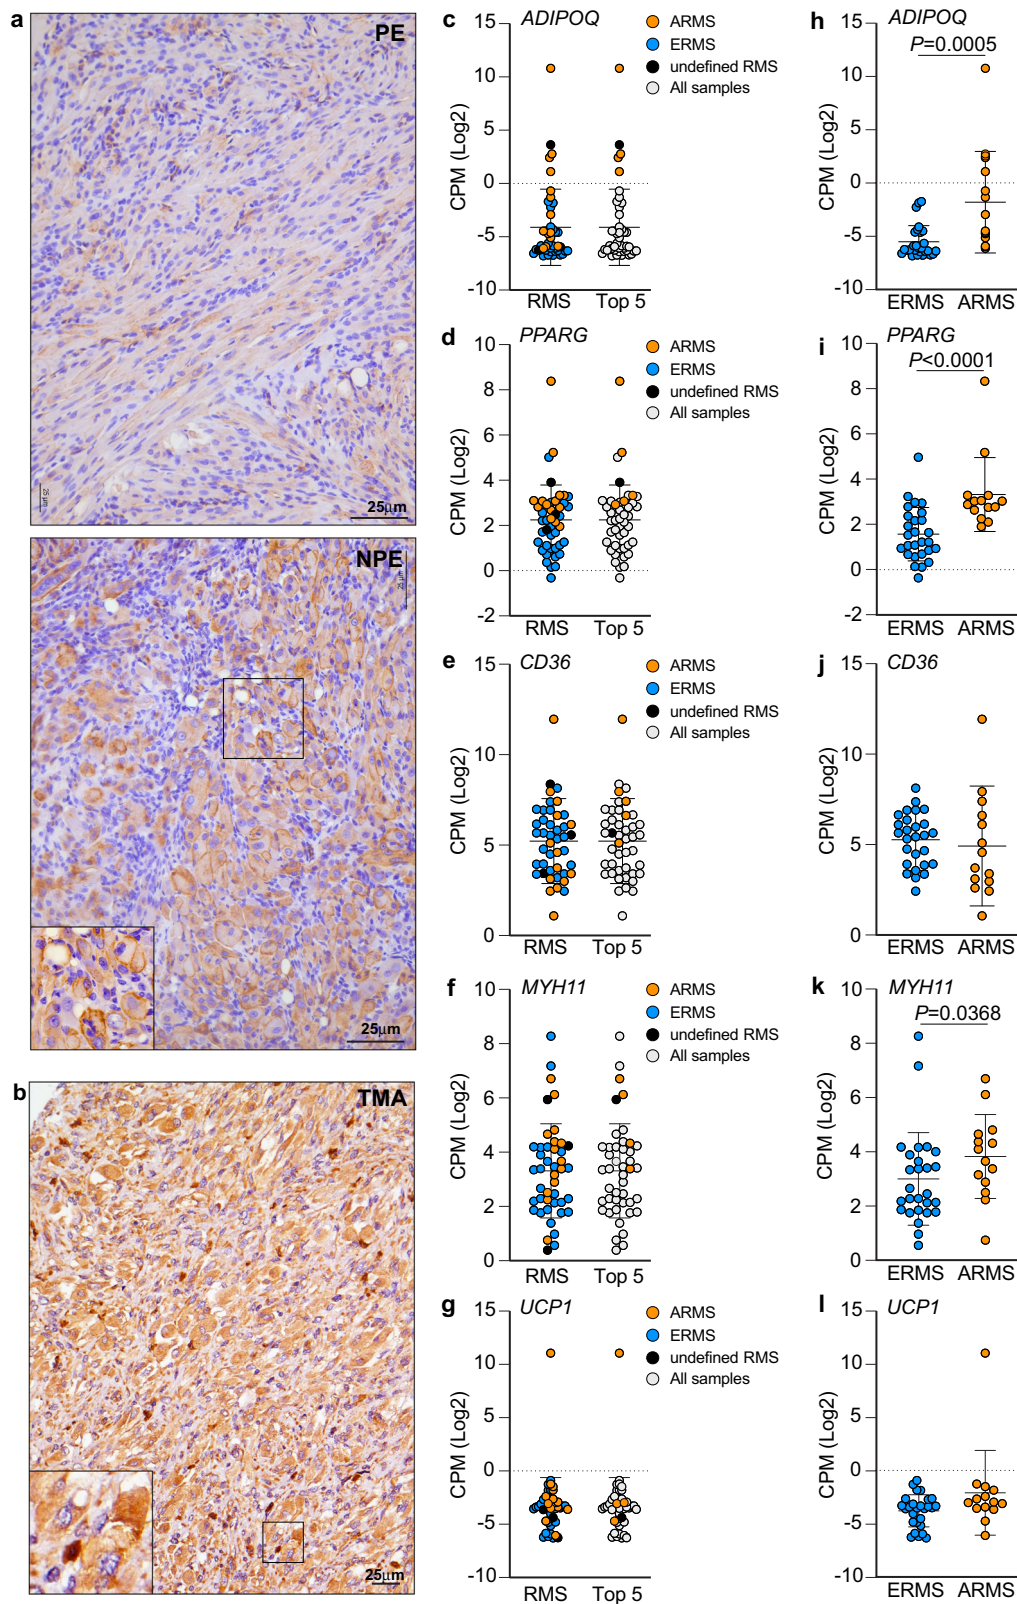 a
PE
25 µm
25µm
NPE
25 µm
25µm
b
TMA
25µm
c
ADIPOQ
ARMS
ERMS
undefined RMS
All samples
CPM (Log2)
15
10
5
0
-5
-10
RMS
Top 5
d
PPARG
ARMS
ERMS
undefined RMS
All samples
CPM (Log2)
10
8
6
4
2
0
-2
RMS
Top 5
e
CD36
ARMS
ERMS
undefined RMS
All samples
CPM (Log2)
15
10
5
0
RMS
Top 5
f
MYH11
ARMS
ERMS
undefined RMS
All samples
CPM (Log2)
10
8
6
4
2
0
RMS
Top 5
g
UCP1
ARMS
ERMS
undefined RMS
All samples
CPM (Log2)
15
10
5
0
-5
-10
RMS
Top 5
h
ADIPOQ
P=0.0005
CPM (Log2)
15
10
5
0
-5
-10
ERMS
ARMS
i
PPARG
P<0.0001
CPM (Log2)
10
8
6
4
2
0
-2
ERMS
ARMS
j
CD36
CPM (Log2)
15
10
5
0
ERMS
ARMS
k
MYH11
P=0.0368
CPM (Log2)
10
8
6
4
2
0
ERMS
ARMS
l
UCP1
CPM (Log2)
15
10
5
0
-5
-10
ERMS
ARMS